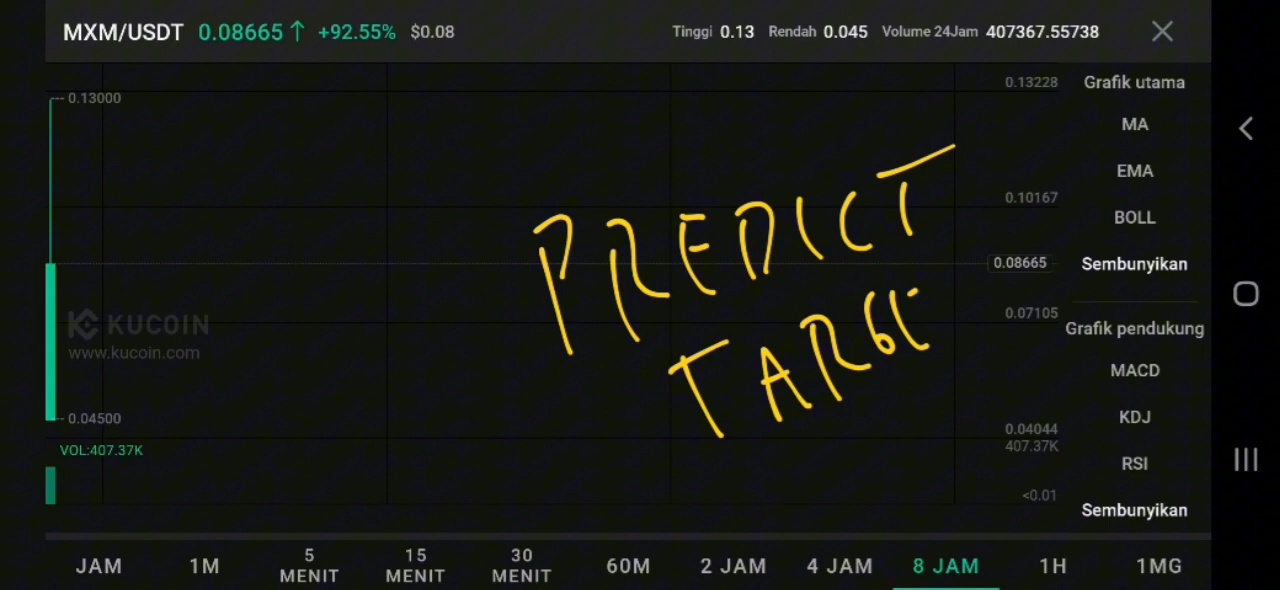 MXM/USDT 0.08665↑ +92.55% $0.08 Tinggi 0.13 Rendah 0.045 Volume 24Jam 407367.55738
0.13000
0.13228
0.10167
0.08665
0.07105
0.04500
0.04044
407.37K
<0.01
VOL:407.37K
KUCOIN
www.kucoin.com
PREDICT
TARGE
Grafik utama
MA
EMA
BOLL
Sembunyikan
Grafik pendukung
MACD
KDJ
RSI
Sembunyikan
JAM 1M 5 MENIT 15 MENIT 30 MENIT 60M 2 JAM 4 JAM 8 JAM 1H 1MG